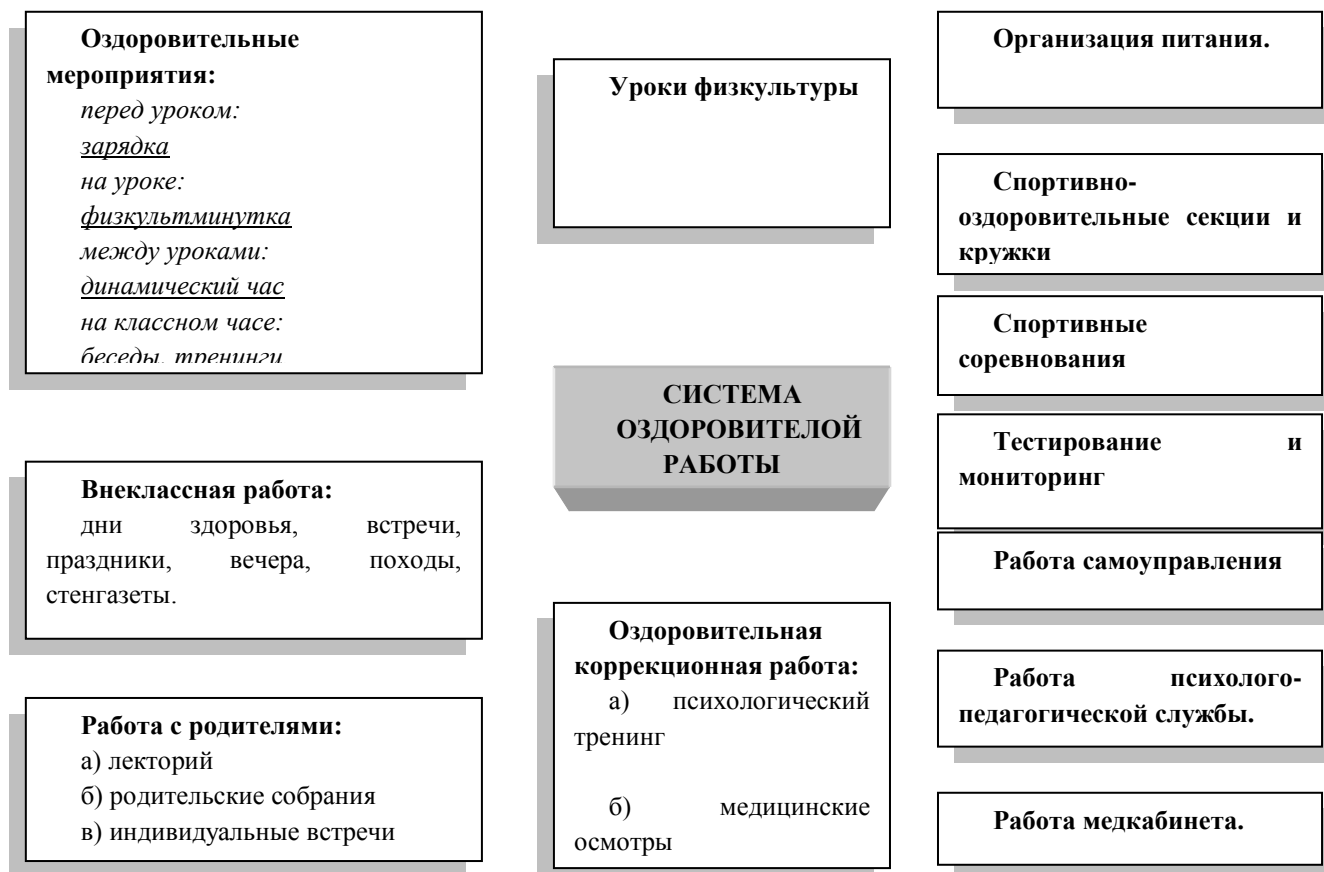 Оздоровительные
мероприятия:
перед уроком:
зарядка
на уроке:
физкультминутка
между уроками:
динамический час
на классном часе:
беседы, тренинги
Внеклассная работа:
дни здоровья, встречи,
праздники, вечера, походы,
стенгазеты.
Работа с родителями:
а) лекторий
б) родительские собрания
в) индивидуальные встречи
Уроки физкультуры
СИСТЕМА
ОЗДОРОВИТЕЛОЙ
РАБОТЫ
Оздоровительная
коррекционная работа:
а) психологический
тренинг
б) медицинские
осмотры
Организация питания.
Спортивно-
оздоровительные секции и
кружки
Спортивные
соревнования
Тестирование и
мониторинг
Работа самоуправления
Работа психолого-
педагогической службы.
Работа медкабинета.